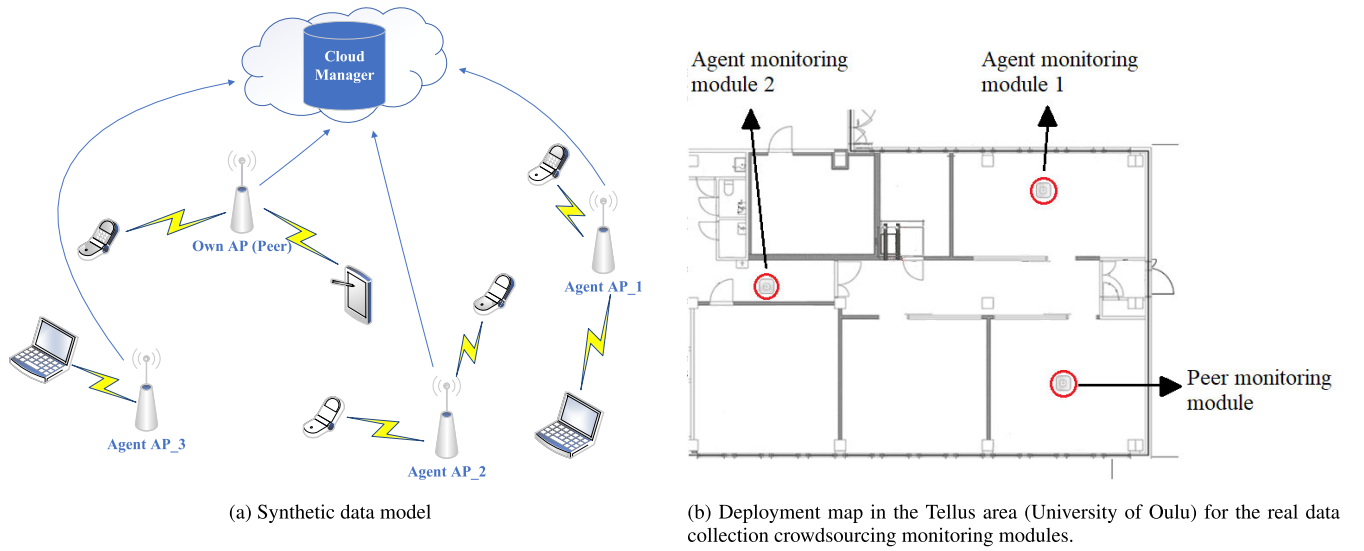 Cloud
Manager
Own AP (Peer)
Agent AP_1
Agent AP_3
Agent AP_2
(a) Synthetic data model
Agent monitoring
module 2
Agent monitoring
module 1
Peer monitoring
module
(b) Deployment map in the Tellus area (University of Oulu) for the real data
collection crowdsourcing monitoring modules.